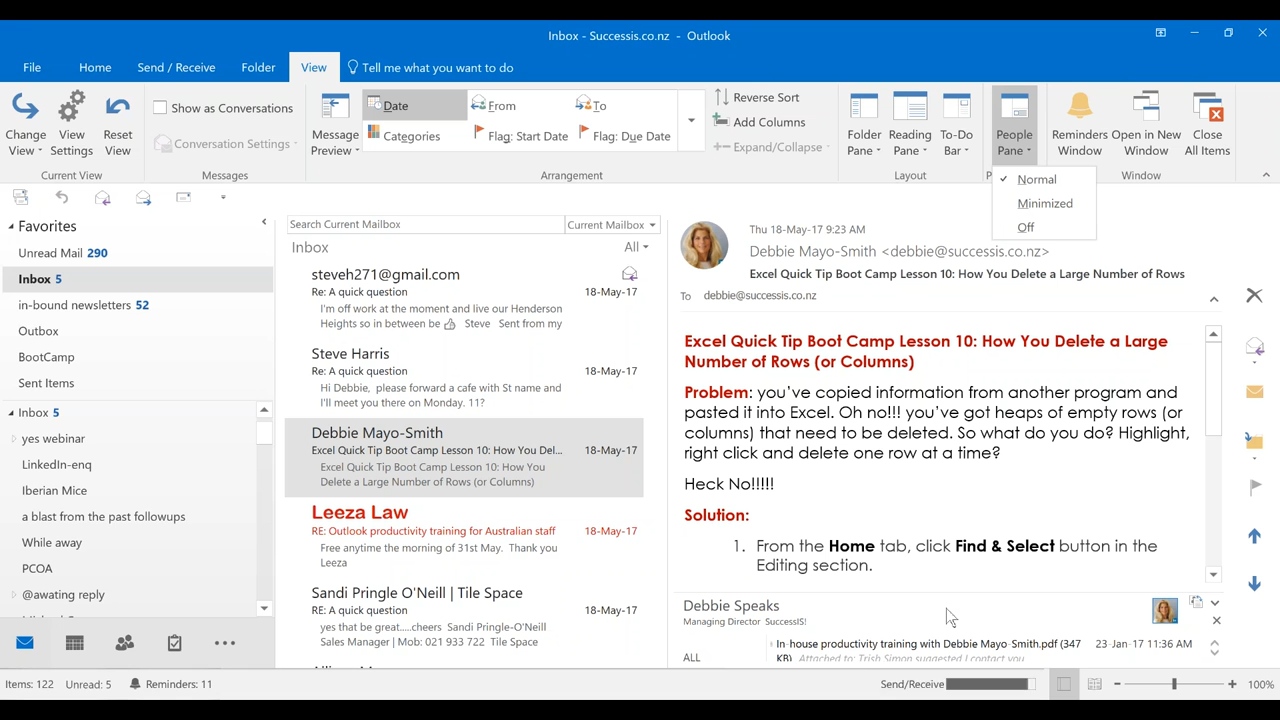 Inbox - Successis.co.nz - Outlook
File Home Send / Receive Folder View Tell me what you want to do
Change View View Settings Reset View
Current View
Show as Conversations
Conversation Settings
Messages
Message Preview
Date From To
Categories Flag: Start Date Flag: Due Date
Reverse Sort
Add Columns
Expand/Collapse
Arrangement
Folder Pane Reading Pane To-Do Bar
Layout
People Pane
P
Normal
Minimized
Off
Reminders Window Open in New Window Close All Items
Window
Favorites
Unread Mail 290
Inbox 5
in-bound newsletters 52
Outbox
BootCamp
Sent Items
Inbox 5
yes webinar
LinkedIn-enq
Iberian Mice
a blast from the past followups
While away
PCOA
@awating reply
Search Current Mailbox Current Mailbox
Inbox All
steveh271@gmail.com
Re: A quick question 18-May-17
I'm off work at the moment and live our Henderson
Heights so in between be Steve Sent from my
Steve Harris
Re: A quick question 18-May-17
Hi Debbie, please forward a cafe with St name and
I'll meet you there on Monday. 11?
Debbie Mayo-Smith
Excel Quick Tip Boot Camp Lesson 10: How You Del... 18-May-17
Excel Quick Tip Boot Camp Lesson 10: How You
Delete a Large Number of Rows (or Columns)
Leeza Law
RE: Outlook productivity training for Australian staff 18-May-17
Free anytime the morning of 31st May. Thank you
Leeza
Sandi Pringle O'Neill | Tile Space
RE: A quick question 18-May-17
yes that be great.....cheers Sandi Pringle-O'Neill
Sales Manager | Mob: 021 933 722 Tile Space
Thu 18-May-17 9:23 AM
Debbie Mayo-Smith <debbie@successis.co.nz>
Excel Quick Tip Boot Camp Lesson 10: How You Delete a Large Number of Rows
To debbie@successis.co.nz
Excel Quick Tip Boot Camp Lesson 10: How You Delete a Large
Number of Rows (or Columns)
Problem: you've copied information from another program and
pasted it into Excel. Oh no!!! you've got heaps of empty rows (or
columns) that need to be deleted. So what do you do? Highlight,
right click and delete one row at a time?
Heck No!!!!!
Solution:
1. From the Home tab, click Find & Select button in the
Editing section.
Debbie Speaks
Managing Director SuccessIS!
ALL
In-house productivity training with Debbie Mayo-Smith.pdf (347 23-Jan-17 11:36 AM
KB) Attached to: Trish Simon suggested I contact you
Items: 122 Unread: 5 Reminders: 11
Send/Receive 100%